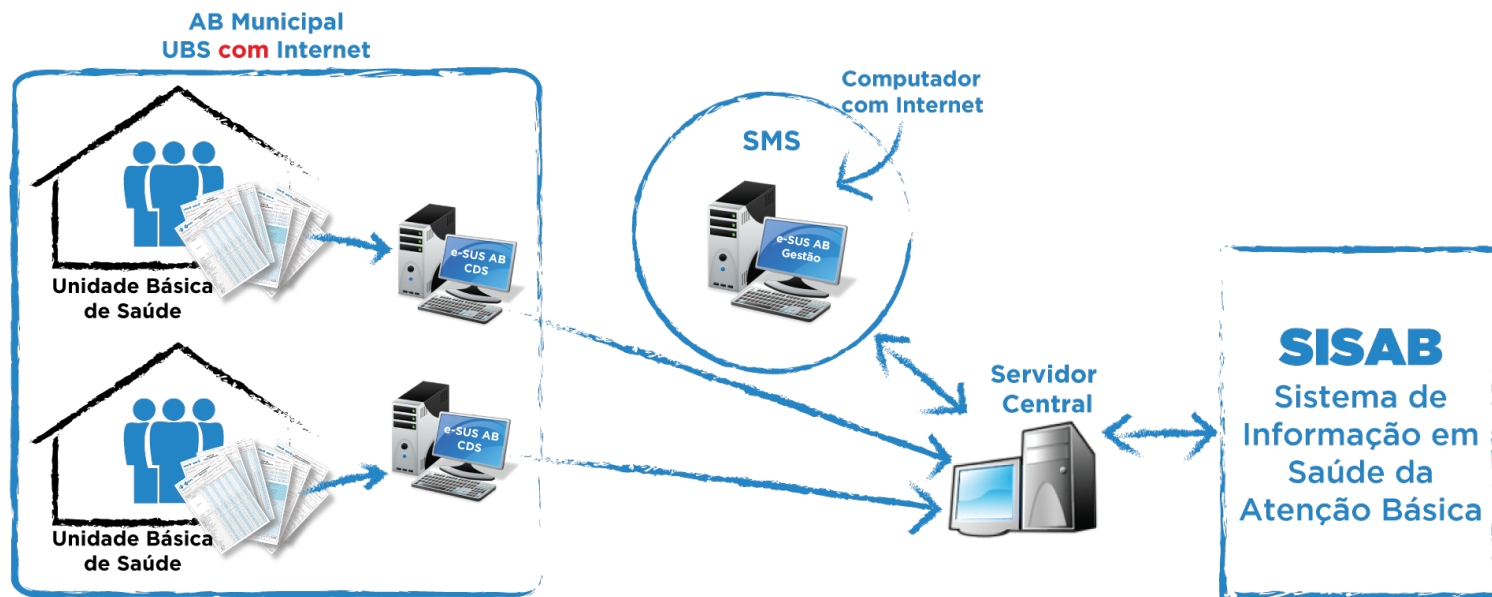 AB Municipal
UBS com Internet
Unidade Básica
de Saúde
e-SUS AB
CDS
Unidade Básica
de Saúde
e-SUS AB
CDS
Computador
com Internet
SMS
e-SUS AB
Gestão
Servidor
Central
SISAB
Sistema de
Informação em
Saúde da
Atenção Básica